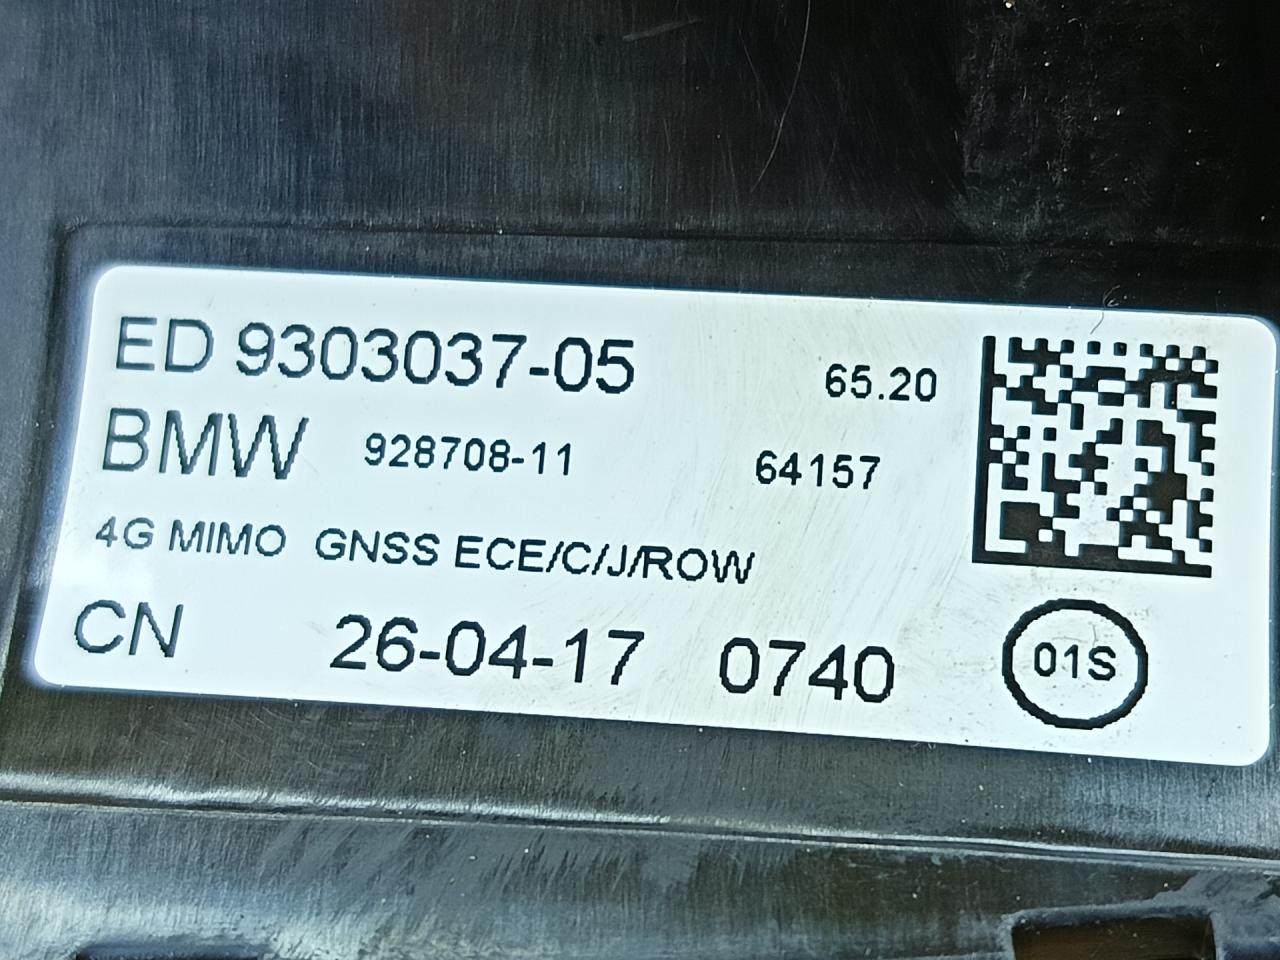 ED 9303037-05 65.20
BMW 928708-11 64157
4G MIMO GNSS ECE/C/J/ROW
CN 26-04-17 0740 01S